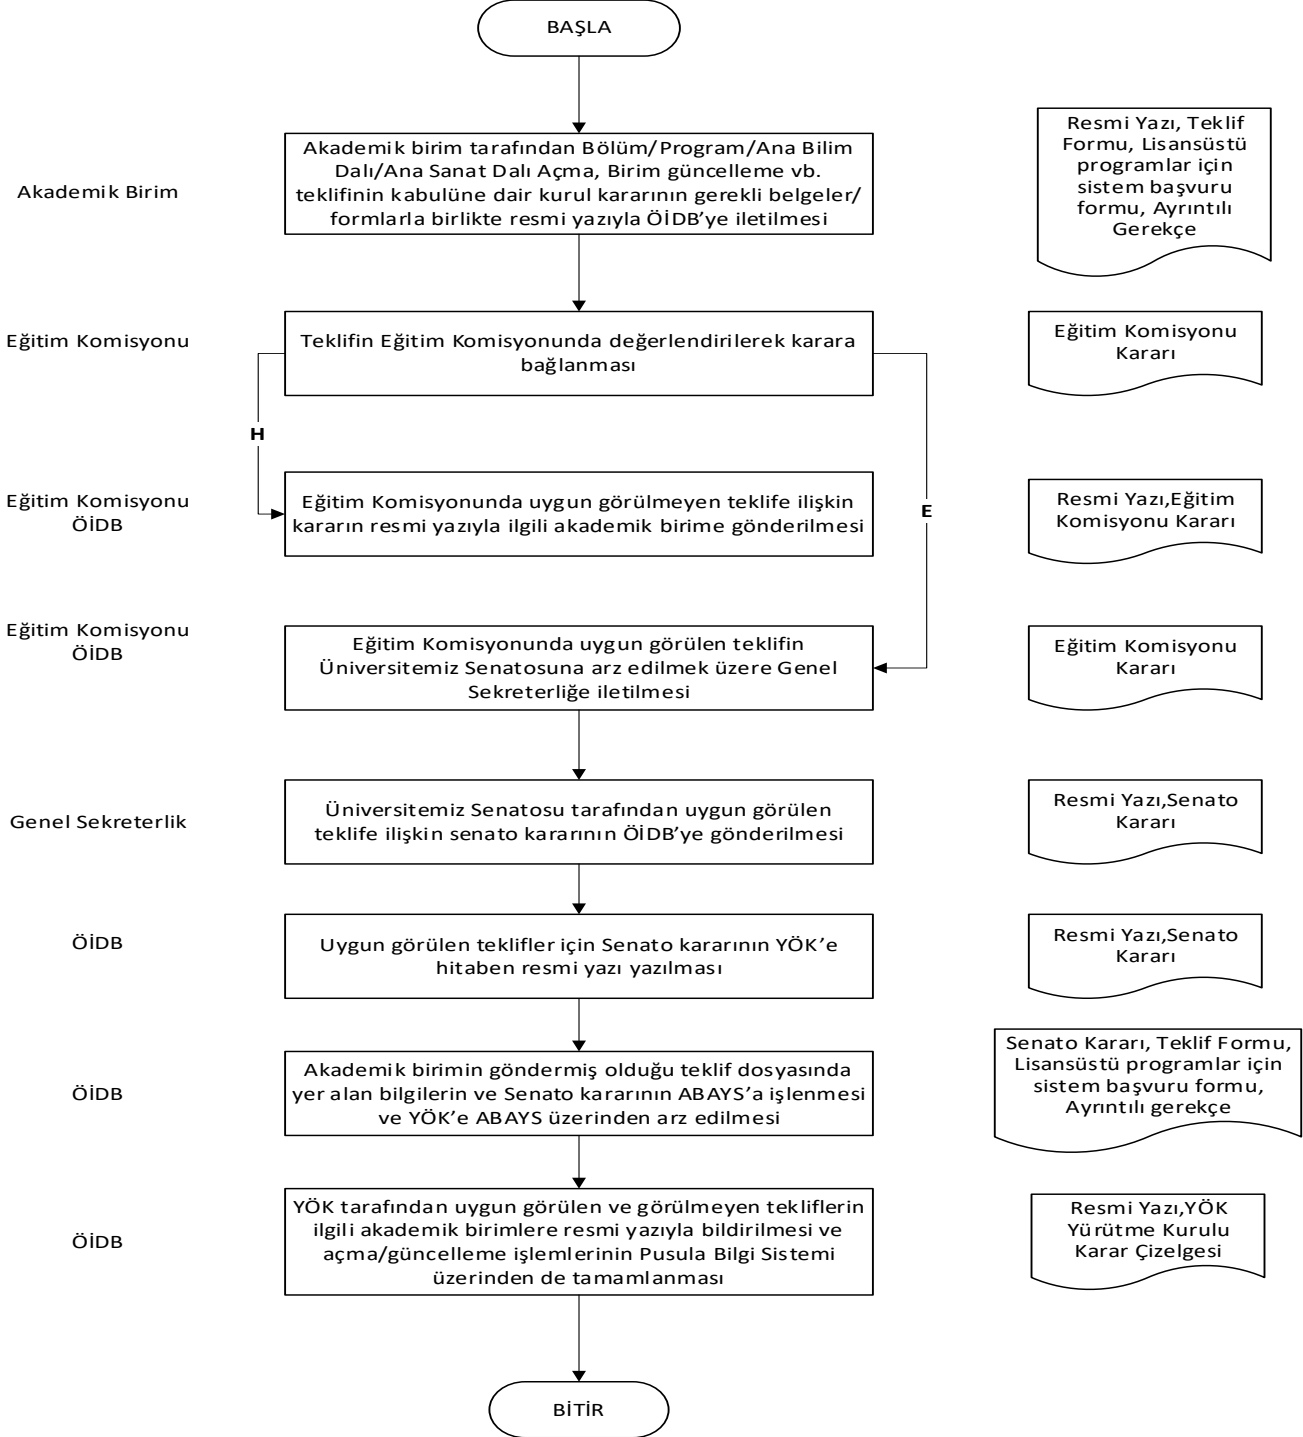 BAŞLA
Akademik Birim
Akademik birim tarafından Bölüm/Program/Ana Bilim
Dalı/Ana Sanat Dalı Açma, Birim güncelleme vb.
teklifinin kabulüne dair kurul kararının gerekli belgeler/
formlarla birlikte resmi yazıyla ÖİDB’ye iletilmesi
Resmi Yazı, Teklif
Formu, Lisansüstü
programlar için
sistem başvuru
formu, Ayrıntılı
Gerekçe
Eğitim Komisyonu
Teklifin Eğitim Komisyonunda değerlendirilerek karara
bağlanması
Eğitim Komisyonu
Kararı
H
Eğitim Komisyonu
ÖİDB
Eğitim Komisyonunda uygun görülmeyen teklife ilişkin
kararın resmi yazıyla ilgili akademik birime gönderilmesi
E
Resmi Yazı,Eğitim
Komisyonu Kararı
Eğitim Komisyonu
ÖİDB
Eğitim Komisyonunda uygun görülen teklifin
Üniversitemiz Senatosuna arz edilmek üzere Genel
Sekreterliğe iletilmesi
Eğitim Komisyonu
Kararı
Genel Sekreterlik
Üniversitemiz Senatosu tarafından uygun görülen
teklife ilişkin senato kararının ÖİDB’ye gönderilmesi
Resmi Yazı,Senato
Kararı
ÖİDB
Uygun görülen teklifler için Senato kararının YÖK’e
hitaben resmi yazı yazılması
Resmi Yazı,Senato
Kararı
ÖİDB
Akademik birimin göndermiş olduğu teklif dosyasında
yer alan bilgilerin ve Senato kararının ABAYS’a işlenmesi
ve YÖK’e ABAYS üzerinden arz edilmesi
Senato Kararı, Teklif Formu,
Lisansüstü programlar için
sistem başvuru formu,
Ayrıntılı gerekçe
ÖİDB
YÖK tarafından uygun görülen ve görülmeyen tekliflerin
ilgili akademik birimlere resmi yazıyla bildirilmesi ve
açma/güncelleme işlemlerinin Pusula Bilgi Sistemi
üzerinden de tamamlanması
Resmi Yazı,YÖK
Yürütme Kurulu
Karar Çizelgesi
BİTİR